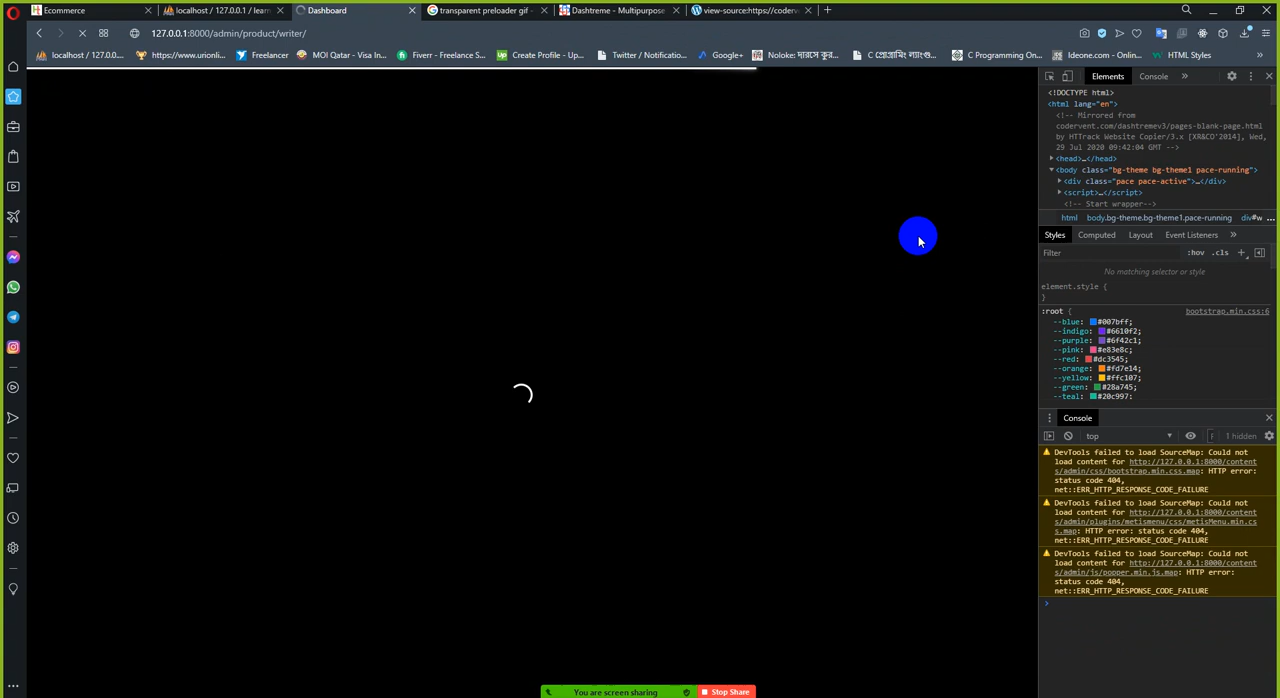 Ecommerce
localhost / 127.0.0.1 / learn
Dashboard
transparent preloader gif -
Dashtreme - Multipurpose
view-source:https://coderv
127.0.0.1:8000/admin/product/writer/
localhost / 127.0.0....
https://www.urionli...
Freelancer
MOI Qatar - Visa In...
Fiverr - Freelance S...
Create Profile - Up...
Twitter / Notificatio...
Google+
Noloke: দারসে কুর...
C প্রোগ্রামিং ল্যাংগু...
C Programming On...
Ideone.com - Onlin...
HTML Styles
Elements
Console
<!DOCTYPE html>
<html lang="en">
<!-- Mirrored from
codervent.com/dashtremev3/pages-blank-page.html
by HTTrack Website Copier/3.x [XR&CO'2014], Wed,
29 Jul 2020 09:42:04 GMT -->
<head>…</head>
<body class="bg-theme bg-theme1 pace-running">
<div class="pace pace-active">…</div>
<script>…</script>
<!-- Start wrapper-->
html body.bg-theme.bg-theme1.pace-running div#w ...
Styles Computed Layout Event Listeners
Filter :hov .cls
No matching selector or style
element.style {
}
:root { bootstrap.min.css:6
--blue: #007bff;
--indigo: #6610f2;
--purple: #6f42c1;
--pink: #e83e8c;
--red: #dc3545;
--orange: #fd7e14;
--yellow: #ffc107;
--green: #28a745;
--teal: #20c997;
Console
top
1 hidden
DevTools failed to load SourceMap: Could not
load content for http://127.0.0.1:8000/content
s/admin/css/bootstrap.min.css.map: HTTP error:
status code 404,
net::ERR_HTTP_RESPONSE_CODE_FAILURE
DevTools failed to load SourceMap: Could not
load content for http://127.0.0.1:8000/content
s/admin/plugins/metismenu/css/metisMenu.min.cs
s.map: HTTP error: status code 404,
net::ERR_HTTP_RESPONSE_CODE_FAILURE
DevTools failed to load SourceMap: Could not
load content for http://127.0.0.1:8000/content
s/admin/js/popper.min.js.map: HTTP error:
status code 404,
net::ERR_HTTP_RESPONSE_CODE_FAILURE
You are screen sharing
Stop Share